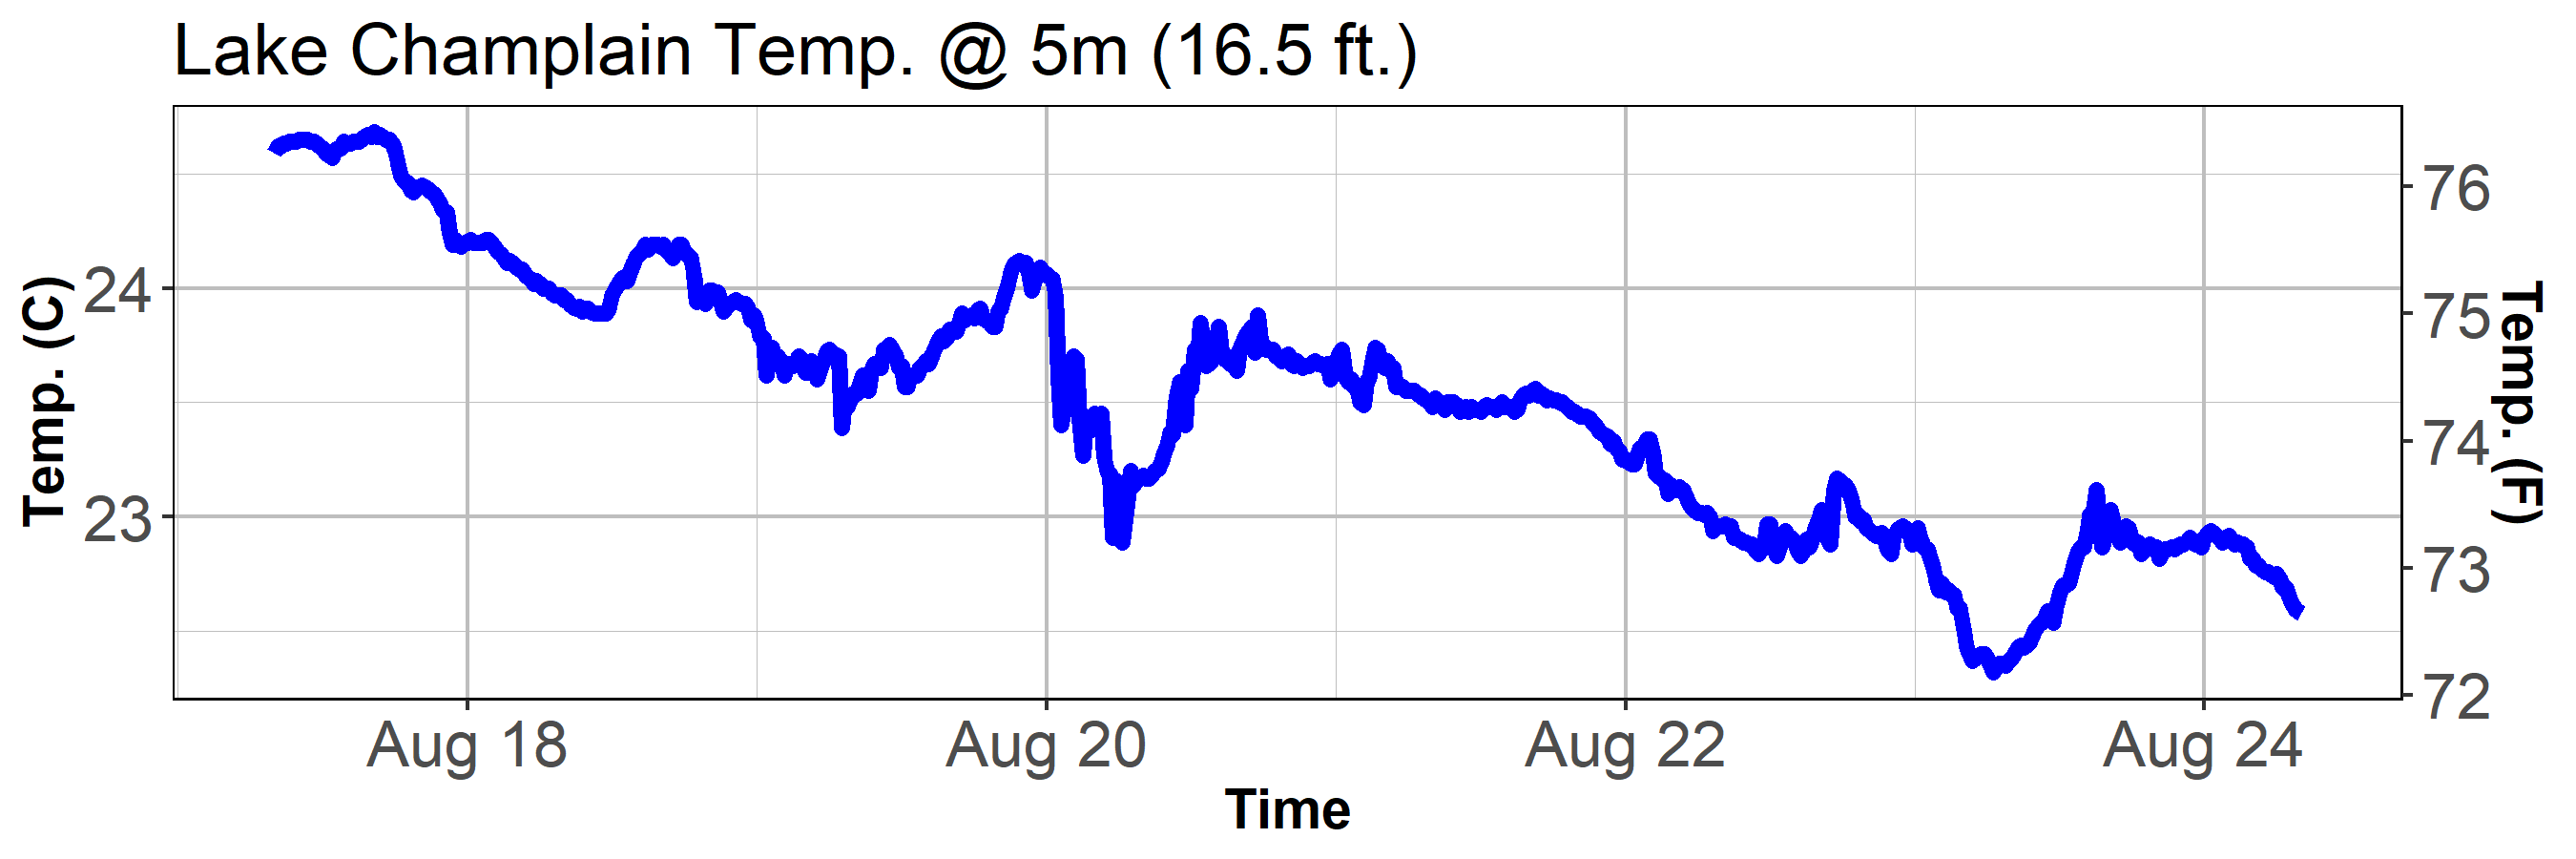 Lake Champlain Temp. @ 5m (16.5 ft.)
Temp. (C)
24
23
76
75
74
73
72
Temp. (F)
Aug 18
Aug 20
Aug 22
Aug 24
Time